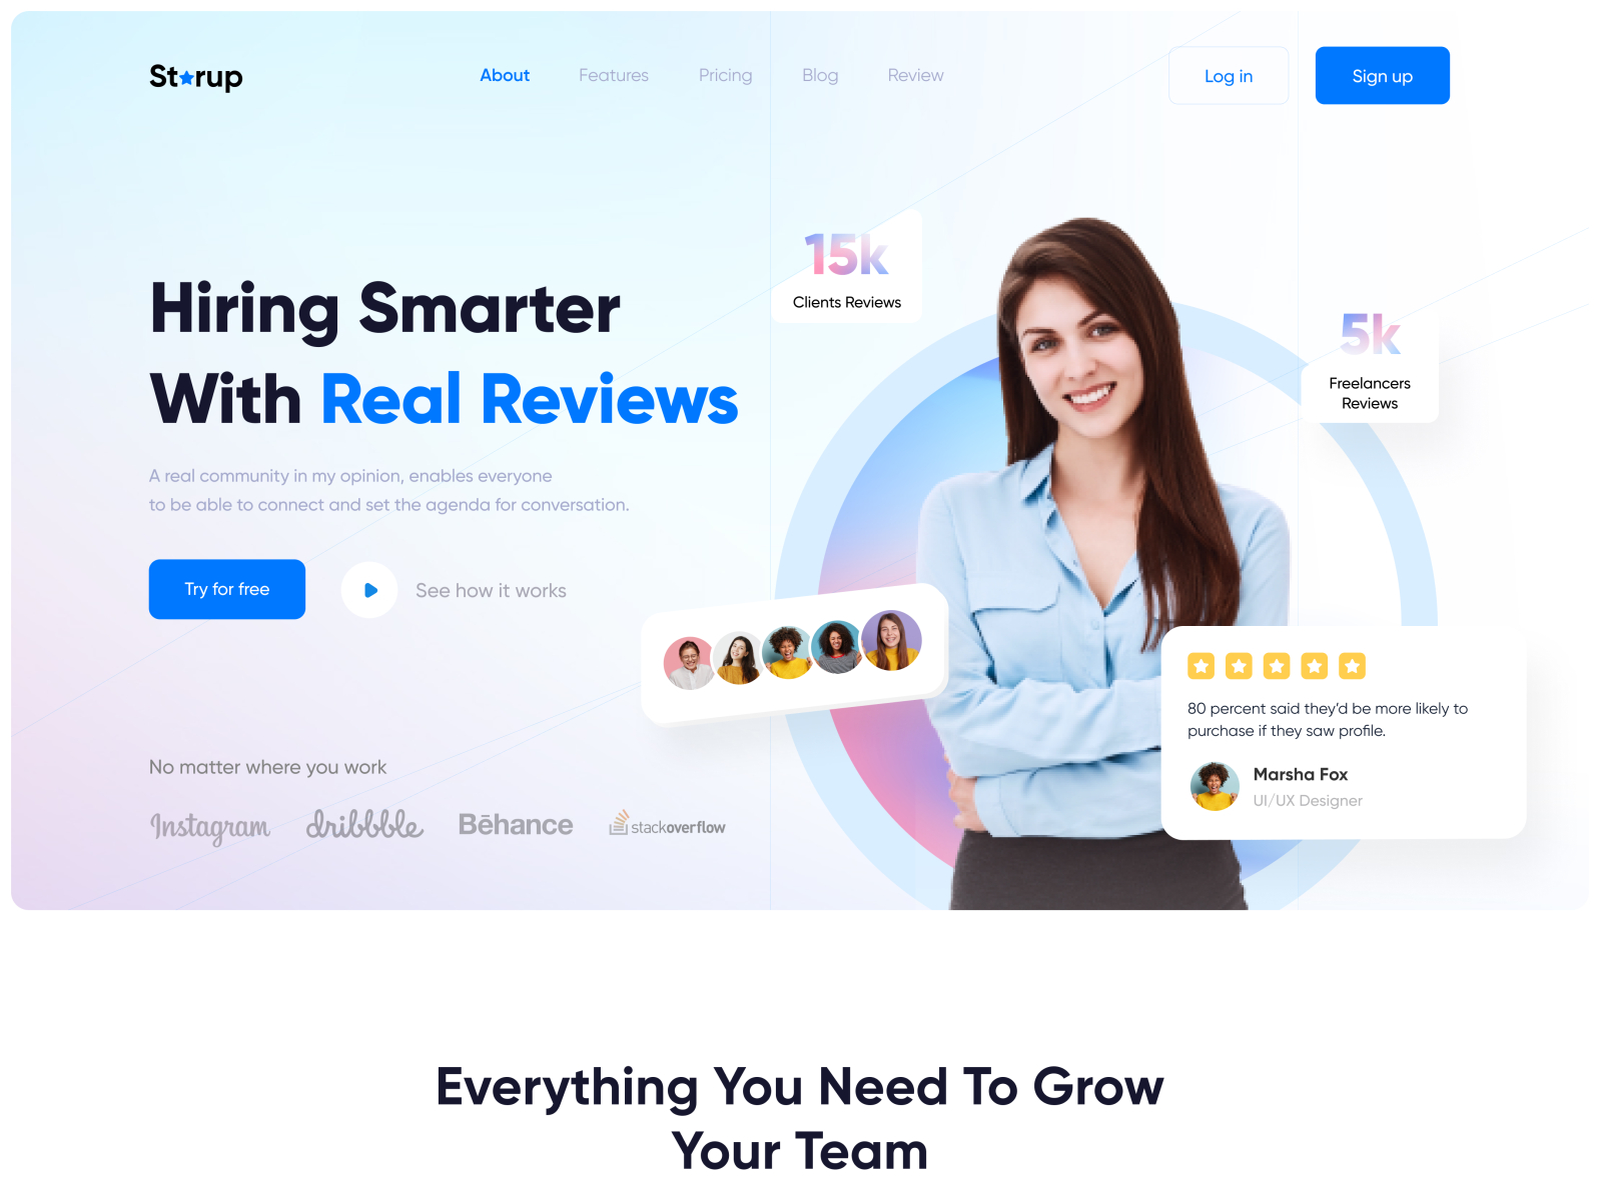 St★rup
About
Features
Pricing
Blog
Review
Log in
Sign up
15k
Clients Reviews
5k
Freelancers
Reviews
Hiring Smarter
With Real Reviews
A real community in my opinion, enables everyone
to be able to connect and set the agenda for conversation.
Try for free
See how it works
80 percent said they'd be more likely to
purchase if they saw profile.
Marsha Fox
UI/UX Designer
No matter where you work
Instagram
dribbble
Bēhance
stackoverflow
Everything You Need To Grow
Your Team